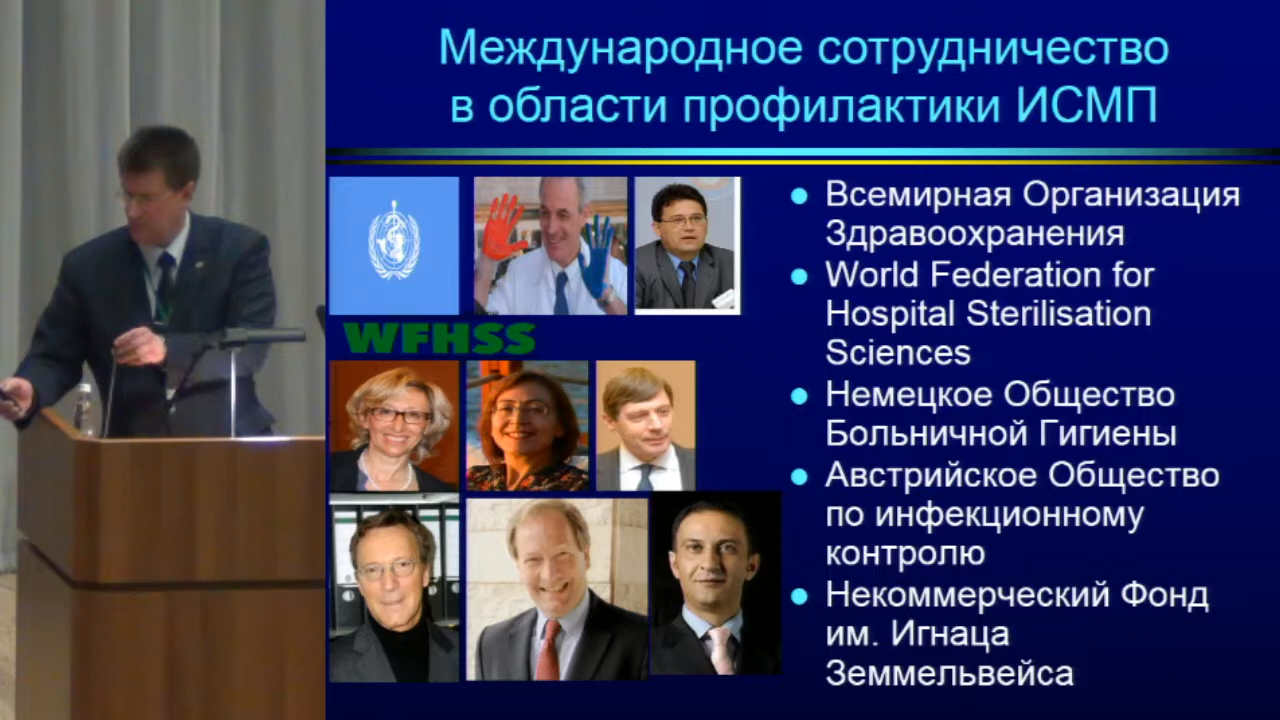 Международное сотрудничество
в области профилактики ИСМП
WFHSS
Всемирная Организация
Здравоохранения
World Federation for
Hospital Sterilisation
Sciences
Немецкое Общество
Больничной Гигиены
Австрийское Общество
по инфекционному
контролю
Некоммерческий Фонд
им. Игнаца
Земмельвейса